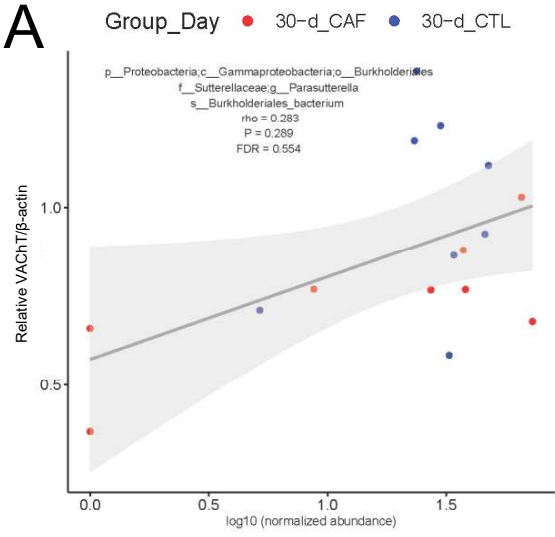 A
Group_Day 30-d_CAF 30-d_CTL
p__Proteobacteria;c__Gammaproteobacteria;o__Burkholderiales
f__Sutterellaceae;g__Parasutterella
s__Burkholderiales_bacterium
rho = 0.283
P = 0.289
FDR = 0.554
Relative VAChT/β-actin
1.0
0.5
0.0 0.5 1.0 1.5
log10 (normalized abundance)